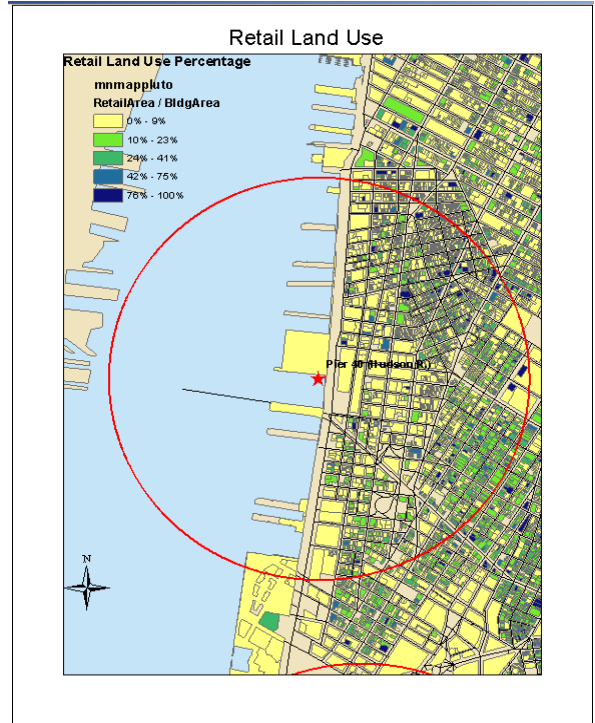 Retail Land Use
Retail Land Use Percentage
mnmappluto
RetailArea / BldgArea
0% - 9%
10% - 23%
24% - 41%
42% - 75%
76% - 100%
Pier 40 (Hudson R.)
N